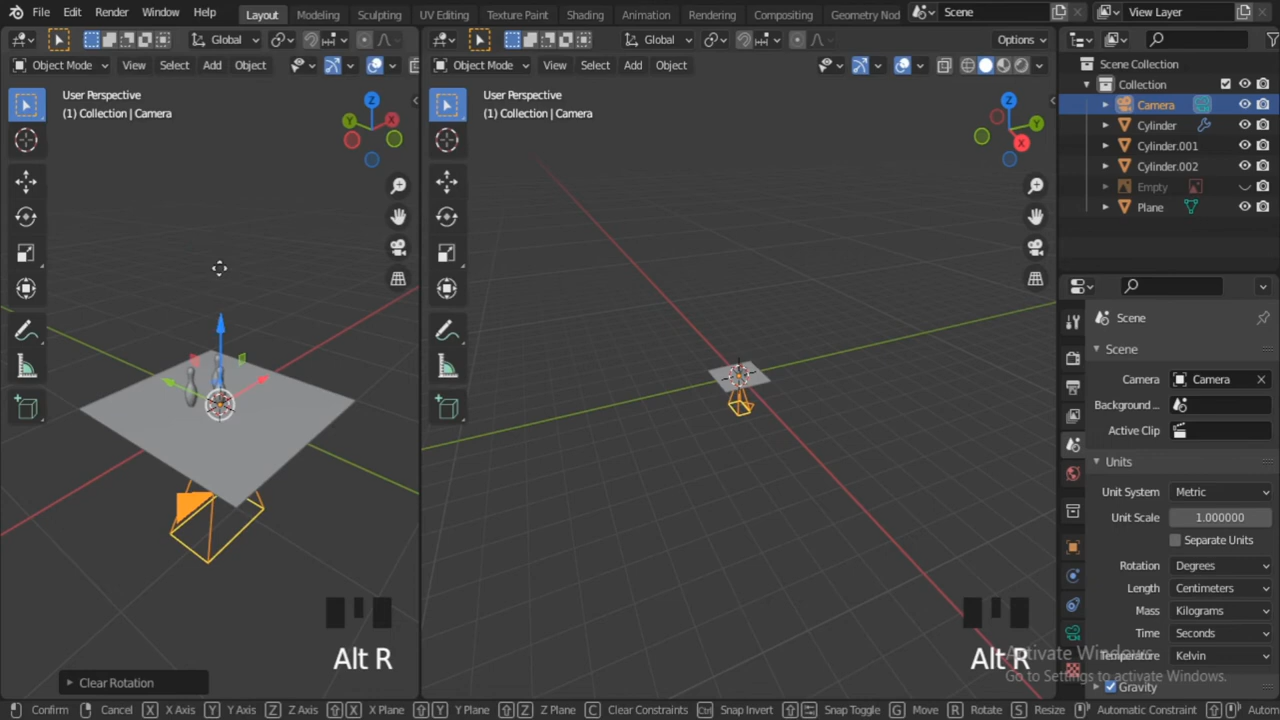 File Edit Render Window Help Layout Modeling Sculpting UV Editing Texture Paint Shading Animation Rendering Compositing Geometry Nod Scene View Layer
Global Global Options
Object Mode View Select Add Object Object Mode View Select Add Object
Scene Collection
Collection
Camera
Cylinder
Cylinder.001
Cylinder.002
Empty
Plane
User Perspective
(1) Collection | Camera
Z
Y
X
User Perspective
(1) Collection | Camera
Z
Y
X
Scene
Scene
Camera Camera
Background ...
Active Clip
Units
Unit System Metric
Unit Scale 1.000000
Separate Units
Rotation Degrees
Length Centimeters
Mass Kilograms
Time Seconds
Temperature Kelvin
Gravity
Alt R
Alt R
Activate Windows
Go to Settings to activate Windows.
Clear Rotation
Confirm Cancel X X Axis Y Y Axis Z Z Axis X X Plane Y Y Plane Z Z Plane C Clear Constraints Ctrl Snap Invert Snap Toggle G Move R Rotate S Resize Automatic Constraint Autom